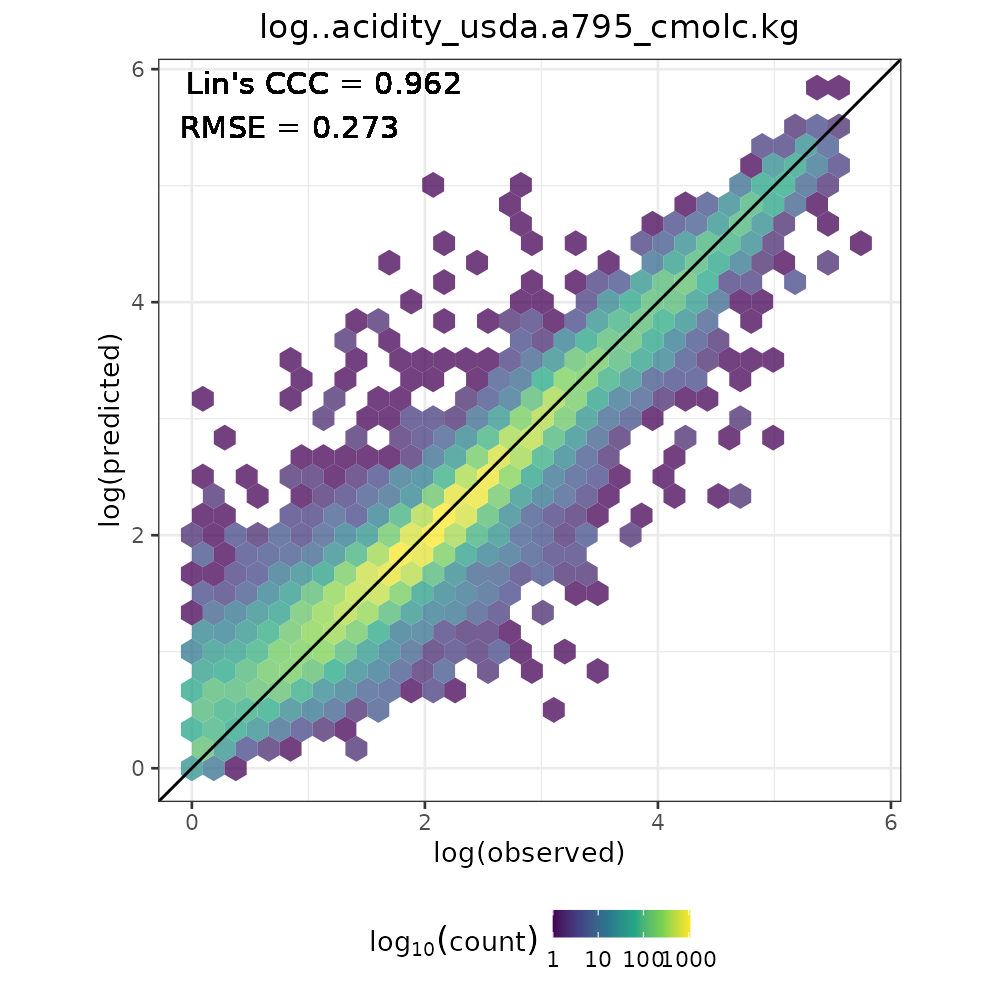 log..acidity_usda.a795_cmolc.kg
Lin's CCC = 0.962
RMSE = 0.273
6
4
2
0
log(predicted)
0 2 4 6
log(observed)
log10(count)
1 10 100 1000